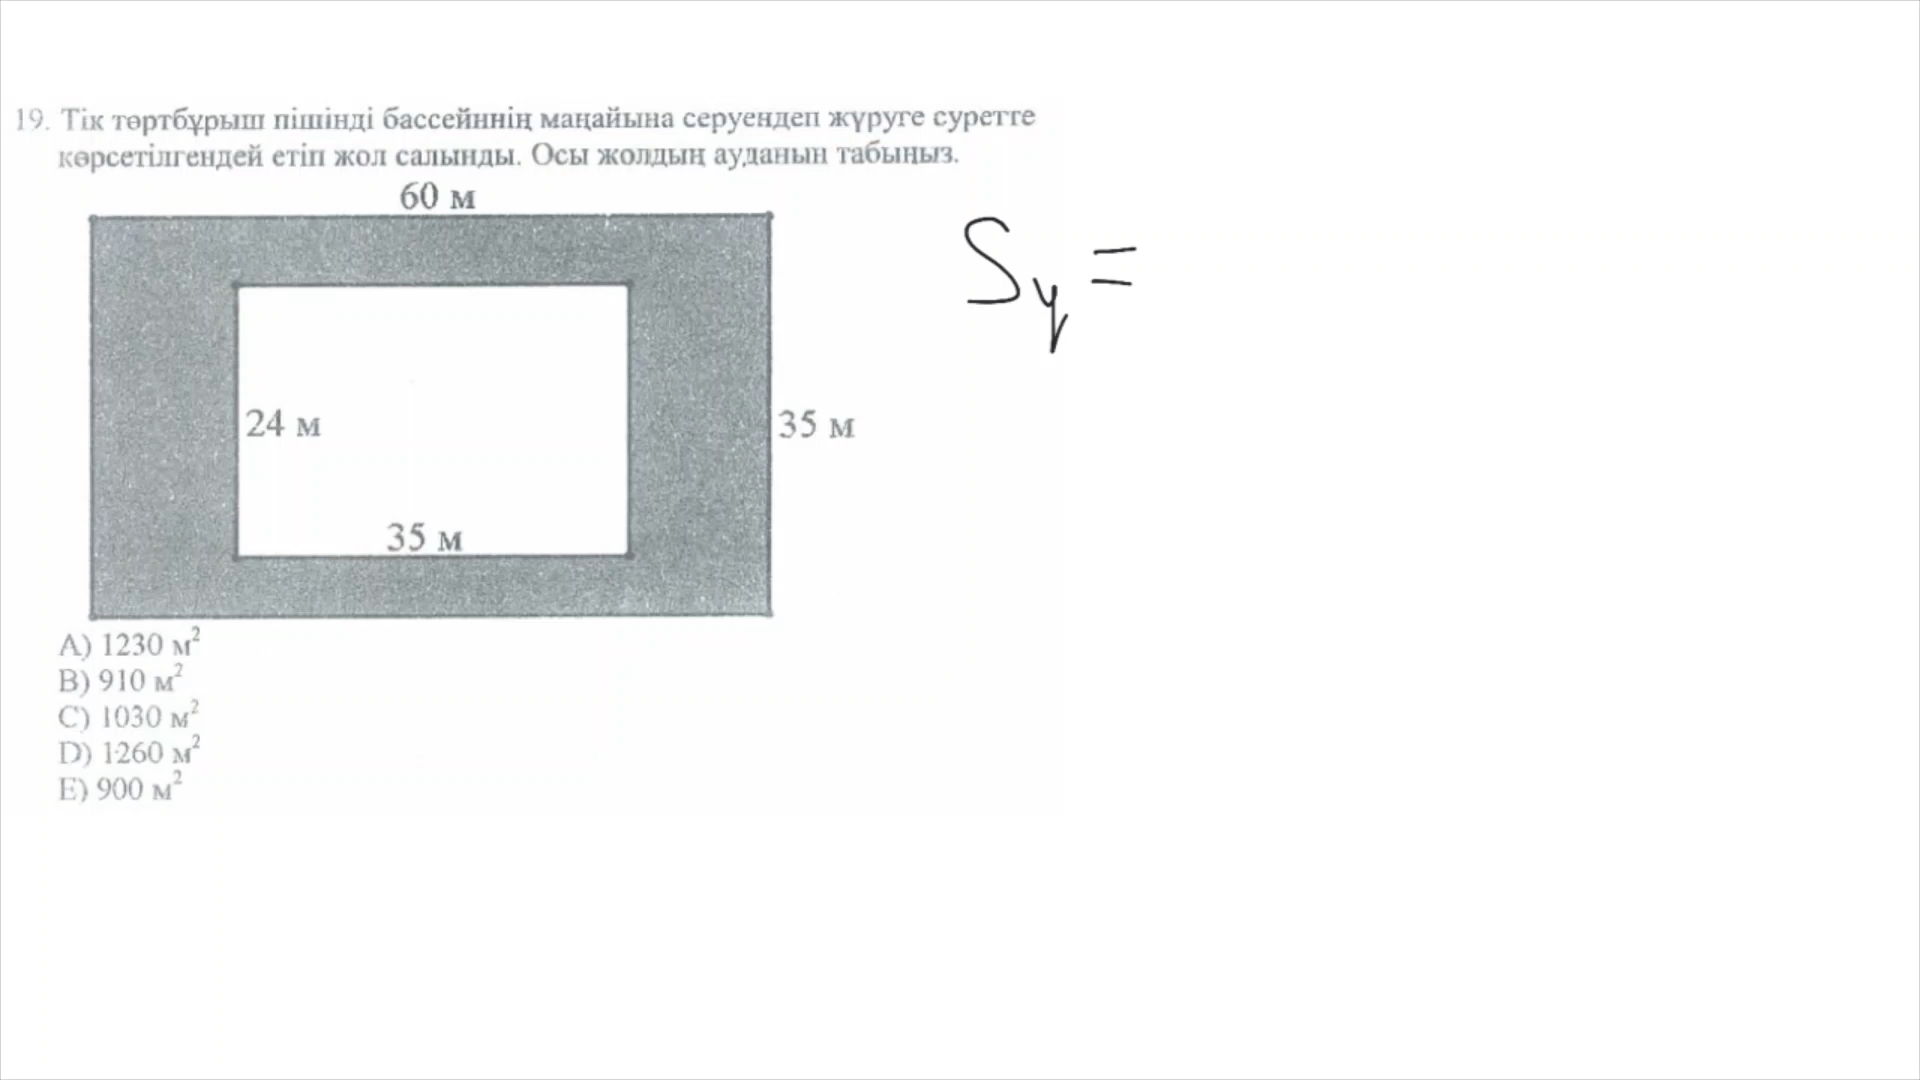 19. Тік төртбұрыш пішінді бассейннің маңайына серуендеп жүруге суретте
көрсетілгендей етіп жол салынды. Осы жолдың ауданын табыңыз.
60 м
24 м
35 м
35 м
A) 1230 м²
B) 910 м²
C) 1030 м²
D) 1260 м²
E) 900 м²
Sү =